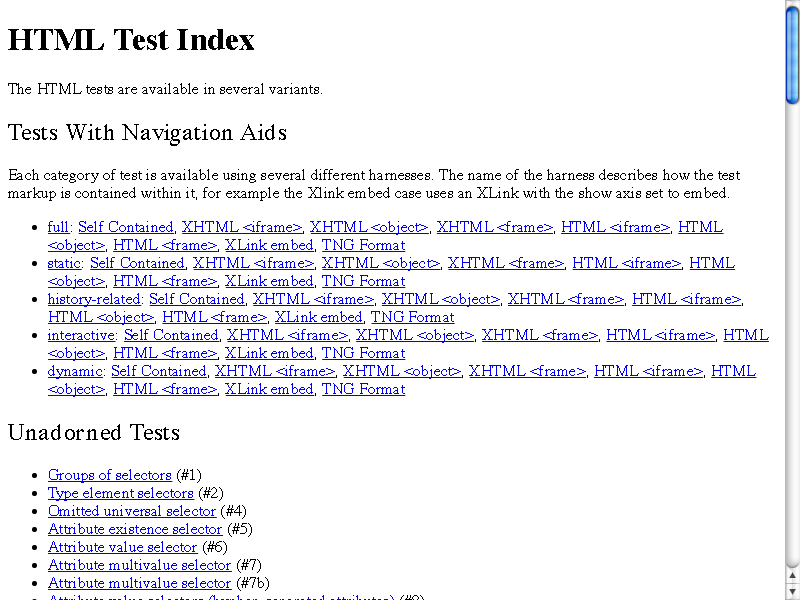 HTML Test Index
The HTML tests are available in several variants.
Tests With Navigation Aids
Each category of test is available using several different harnesses. The name of the harness describes how the test
markup is contained within it, for example the Xlink embed case uses an XLink with the show axis set to embed.
• full: Self Contained, XHTML <iframe>, XHTML <object>, XHTML <frame>, HTML <iframe>, HTML
<object>, HTML <frame>, XLink embed, TNG Format
• static: Self Contained, XHTML <iframe>, XHTML <object>, XHTML <frame>, HTML <iframe>, HTML
<object>, HTML <frame>, XLink embed, TNG Format
• history-related: Self Contained, XHTML <iframe>, XHTML <object>, XHTML <frame>, HTML <iframe>,
HTML <object>, HTML <frame>, XLink embed, TNG Format
• interactive: Self Contained, XHTML <iframe>, XHTML <object>, XHTML <frame>, HTML <iframe>, HTML
<object>, HTML <frame>, XLink embed, TNG Format
• dynamic: Self Contained, XHTML <iframe>, XHTML <object>, XHTML <frame>, HTML <iframe>, HTML
<object>, HTML <frame>, XLink embed, TNG Format
Unadorned Tests
• Groups of selectors (#1)
• Type element selectors (#2)
• Omitted universal selector (#4)
• Attribute existence selector (#5)
• Attribute value selector (#6)
• Attribute multivalue selector (#7)
• Attribute multivalue selector (#7b)
• Attribute value selectors (hyphen-separated attributes) (#8)